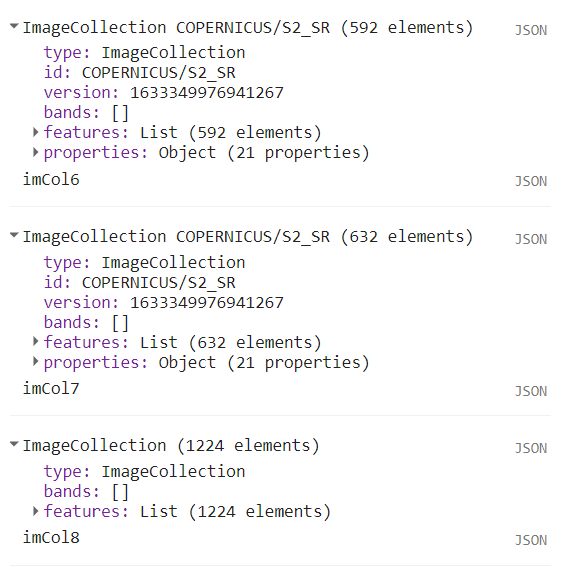 ImageCollection COPERNICUS/S2_SR (592 elements) JSON
type: ImageCollection
id: COPERNICUS/S2_SR
version: 1633349976941267
bands: []
features: List (592 elements)
properties: Object (21 properties)
imCol6 JSON
ImageCollection COPERNICUS/S2_SR (632 elements) JSON
type: ImageCollection
id: COPERNICUS/S2_SR
version: 1633349976941267
bands: []
features: List (632 elements)
properties: Object (21 properties)
imCol7 JSON
ImageCollection (1224 elements) JSON
type: ImageCollection
bands: []
features: List (1224 elements)
imCol8 JSON